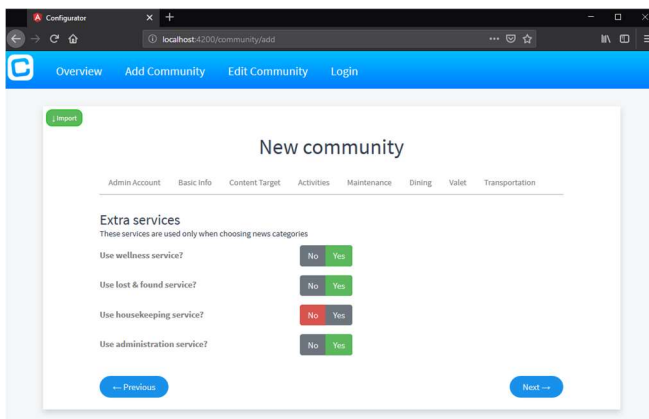 Configurator
localhost:4200/community/add
Overview Add Community Edit Community Login
↓ Import
New community
Admin Account Basic Info Content Target Activities Maintenance Dining Valet Transportation
Extra services
These services are used only when choosing news categories
Use wellness service? No Yes
Use lost & found service? No Yes
Use housekeeping service? No Yes
Use administration service? No Yes
← Previous Next →